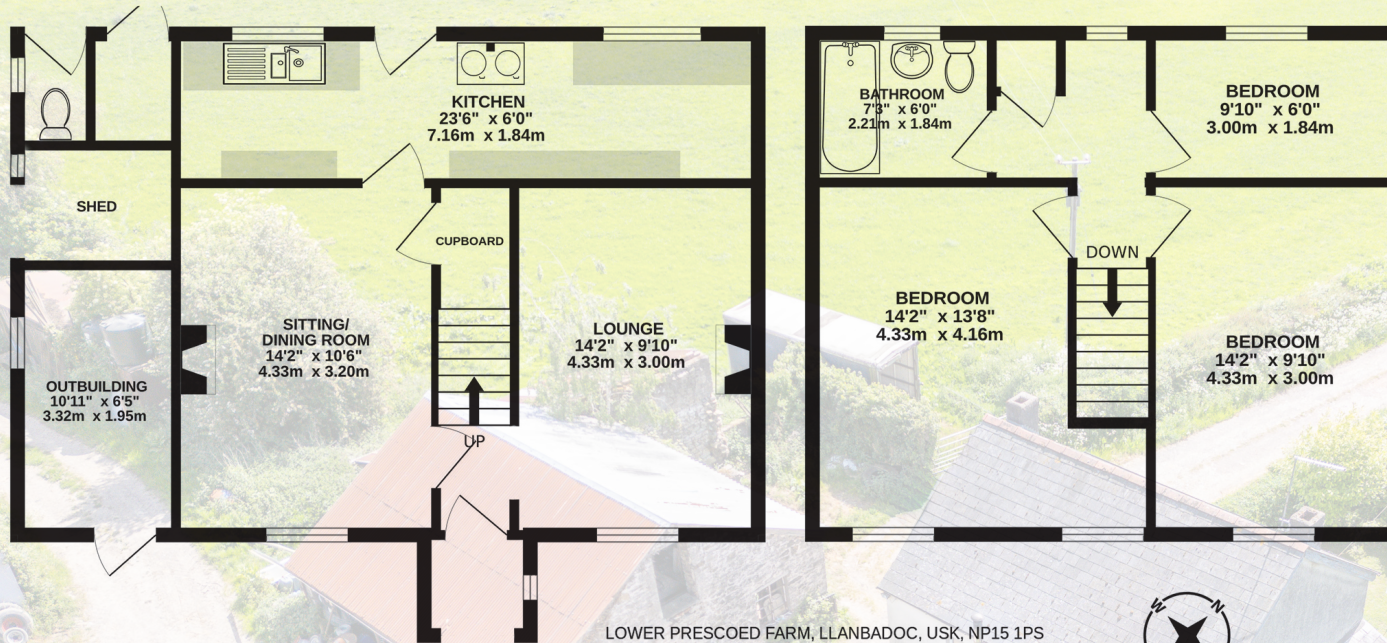 KITCHEN
23'6" x 6'0"
7.16m x 1.84m
BATHROOM
7'3" x 6'0"
2.21m x 1.84m
BEDROOM
9'10" x 6'0"
3.00m x 1.84m
SHED
CUPBOARD
DOWN
SITTING/
DINING ROOM
14'2" x 10'6"
4.33m x 3.20m
LOUNGE
14'2" x 9'10"
4.33m x 3.00m
BEDROOM
14'2" x 13'8"
4.33m x 4.16m
BEDROOM
14'2" x 9'10"
4.33m x 3.00m
OUTBUILDING
10'11" x 6'5"
3.32m x 1.95m
UP
W N
LOWER PRESCOED FARM, LLANBADOC, USK, NP15 1PS